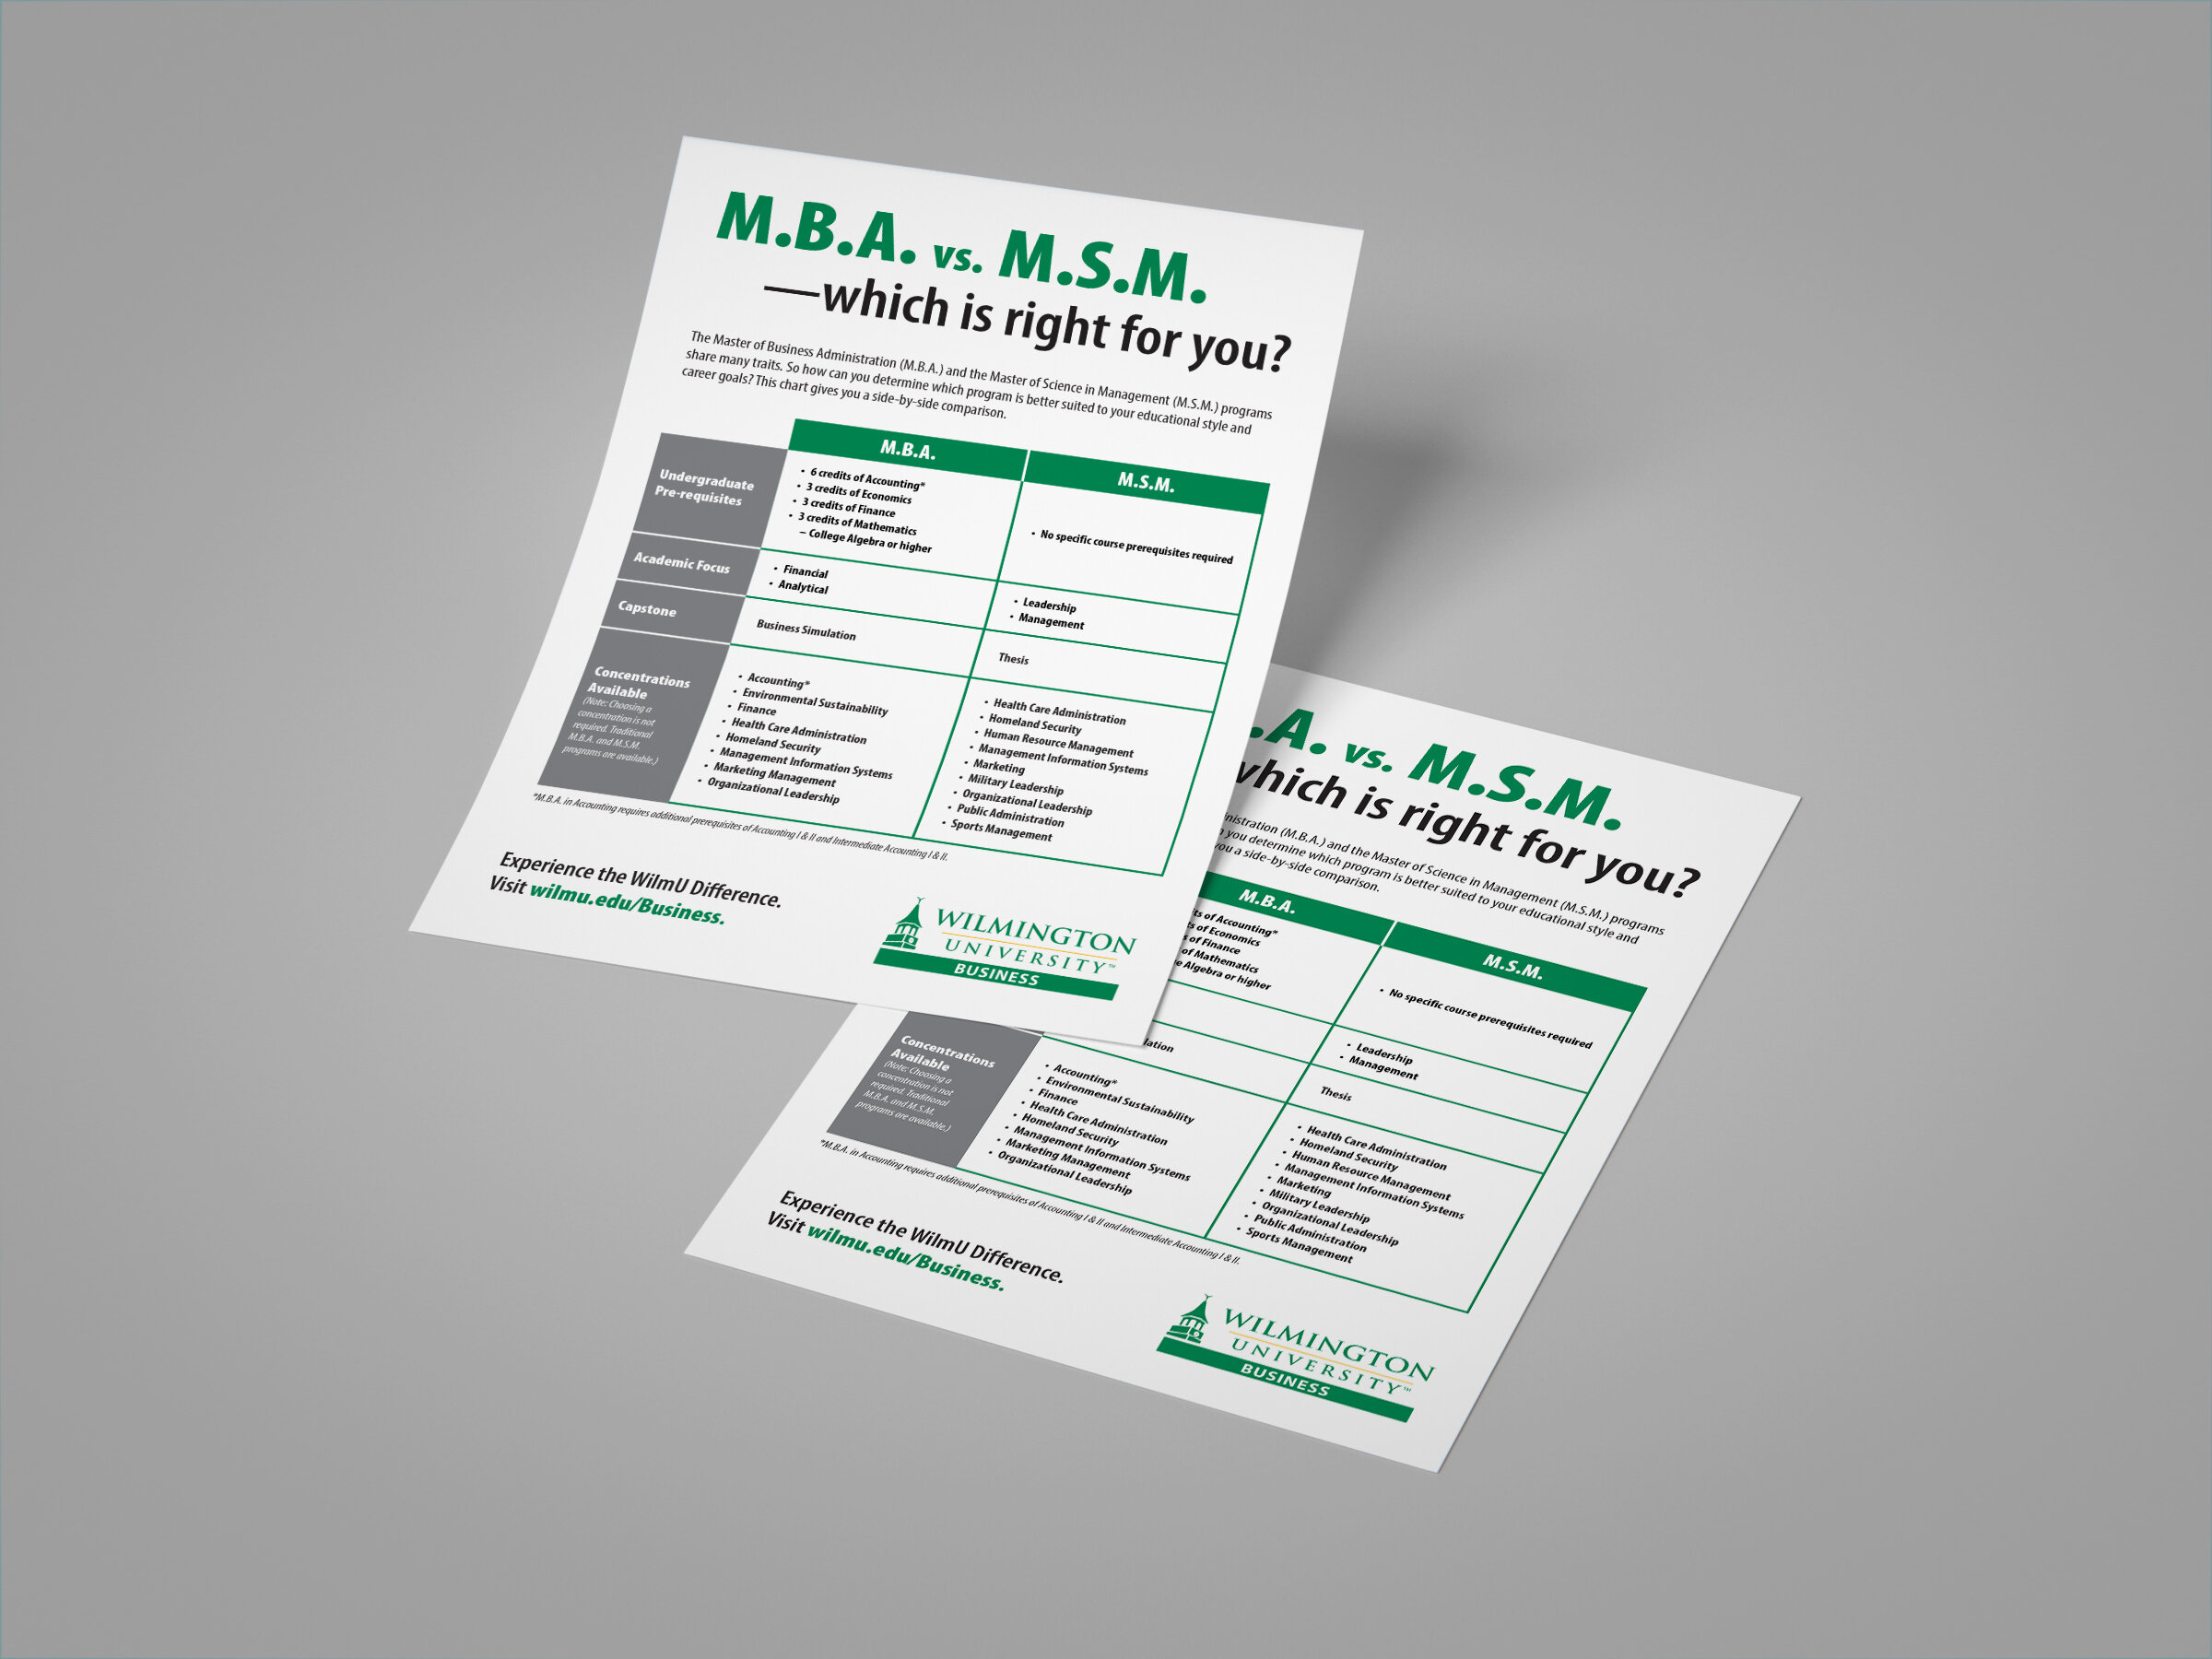 M.B.A. vs. M.S.M.
—which is right for you?
The Master of Business Administration (M.B.A.) and the Master of Science in Management (M.S.M.) programs
share many traits. So how can you determine which program is better suited to your educational style and
career goals? This chart gives you a side-by-side comparison.
M.B.A.
M.S.M.
Undergraduate
Pre-requisites
• 6 credits of Accounting*
• 3 credits of Economics
• 3 credits of Finance
• 3 credits of Mathematics
– College Algebra or higher
• No specific course prerequisites required
Academic Focus
• Financial
• Analytical
• Leadership
• Management
Capstone
Business Simulation
Thesis
Concentrations
Available
(Note: Choosing a
concentration is not
required. Traditional
M.B.A. and M.S.M.
programs are available.)
• Accounting*
• Environmental Sustainability
• Finance
• Health Care Administration
• Homeland Security
• Management Information Systems
• Marketing Management
• Organizational Leadership
• Health Care Administration
• Homeland Security
• Human Resource Management
• Management Information Systems
• Marketing
• Military Leadership
• Organizational Leadership
• Public Administration
• Sports Management
*M.B.A. in Accounting requires additional prerequisites of Accounting I & II and Intermediate Accounting I & II.
Experience the WilmU Difference.
Visit wilmu.edu/Business.
WILMINGTON
UNIVERSITY™
BUSINESS
.A. vs. M.S.M.
which is right for you?
(M.B.A.) and the Master of Science in Management (M.S.M.) programs
you determine which program is better suited to your educational style and
a side-by-side comparison.
M.B.A.
M.S.M.
of Accounting*
of Economics
of Finance
of Mathematics
Algebra or higher
• No specific course prerequisites required
• Leadership
• Management
Thesis
Concentrations
Available
(Note: Choosing a
concentration is not
required. Traditional
M.B.A. and M.S.M.
programs are available.)
• Accounting*
• Environmental Sustainability
• Finance
• Health Care Administration
• Homeland Security
• Management Information Systems
• Marketing Management
• Organizational Leadership
• Health Care Administration
• Homeland Security
• Human Resource Management
• Management Information Systems
• Marketing
• Military Leadership
• Organizational Leadership
• Public Administration
• Sports Management
*M.B.A. in Accounting requires additional prerequisites of Accounting I & II and Intermediate Accounting I & II.
Experience the WilmU Difference.
Visit wilmu.edu/Business.
WILMINGTON
UNIVERSITY™
BUSINESS